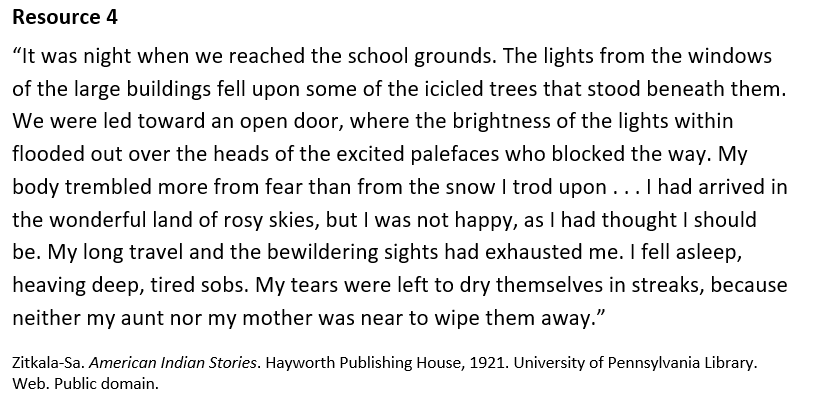 Resource 4
“It was night when we reached the school grounds. The lights from the windows
of the large buildings fell upon some of the icicled trees that stood beneath them.
We were led toward an open door, where the brightness of the lights within
flooded out over the heads of the excited palefaces who blocked the way. My
body trembled more from fear than from the snow I trod upon . . . I had arrived in
the wonderful land of rosy skies, but I was not happy, as I had thought I should
be. My long travel and the bewildering sights had exhausted me. I fell asleep,
heaving deep, tired sobs. My tears were left to dry themselves in streaks, because
neither my aunt nor my mother was near to wipe them away.”
Zitkala-Sa. American Indian Stories. Hayworth Publishing House, 1921. University of Pennsylvania Library.
Web. Public domain.